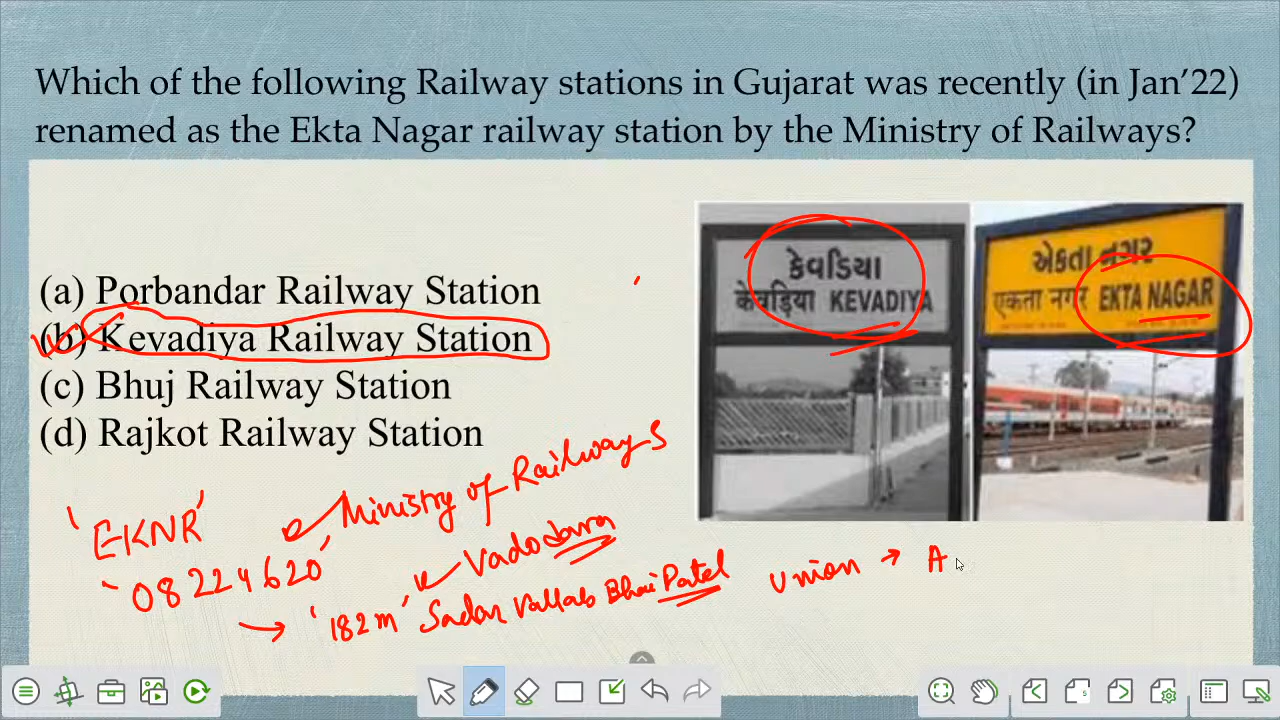 Which of the following Railway stations in Gujarat was recently (in Jan’22)
renamed as the Ekta Nagar railway station by the Ministry of Railways?
(a) Porbandar Railway Station
(b) Kevadiya Railway Station
(c) Bhuj Railway Station
(d) Rajkot Railway Station
કેવડિયા
केवड़िया KEVADIYA
એકતા નગર
एकता नगर EKTA NAGAR
'EKNR'
Ministry of Railways
'08224620'
Vadodara
'182m' Sadar Vallab Bhai Patel
Union → A